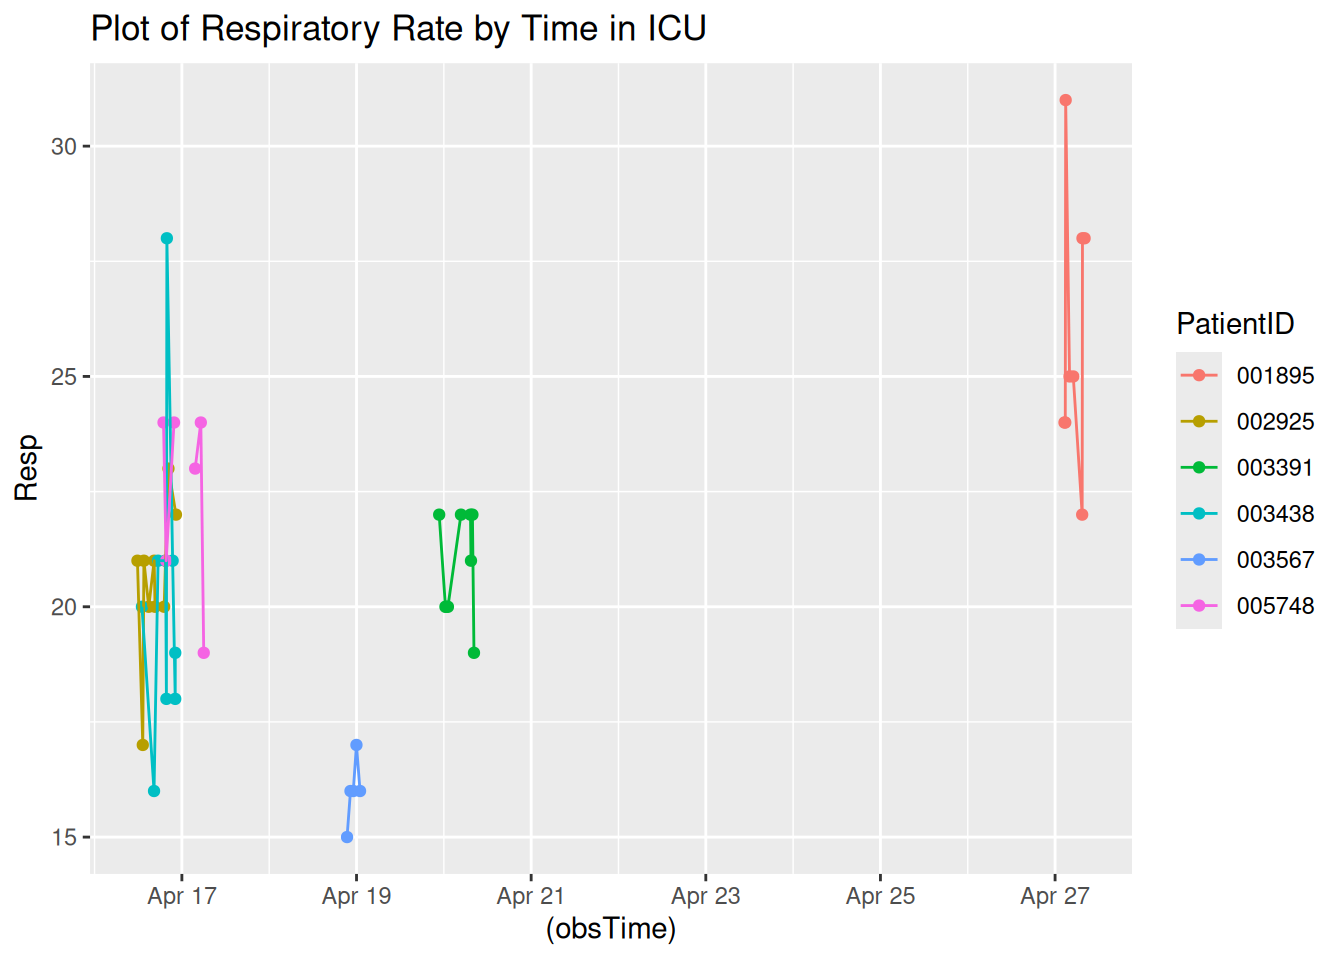 Plot of Respiratory Rate by Time in ICU
30
25
20
15
Resp
Apr 17 Apr 19 Apr 21 Apr 23 Apr 25 Apr 27
(obsTime)
PatientID
001895
002925
003391
003438
003567
005748